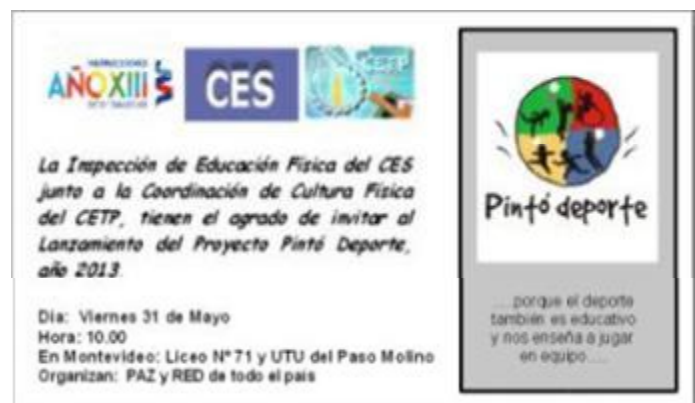 INSTRUCCIONES
AÑO XIII
CES
La Inspección de Educación Física del CES
junto a la Coordinación de Cultura Física
del CETP, tienen el agrado de invitar al
Lanzamiento del Proyecto Pintó Deporte,
año 2013.
Dia: Viernes 31 de Mayo
Hora: 10.00
En Montevideo: Liceo Nº 71 y UTU del Paso Molino
Organizan: PAZ y RED de todo el pais
Pintó deporte
.....porque el deporte
también es educativo
y nos enseña a jugar
en equipo.....